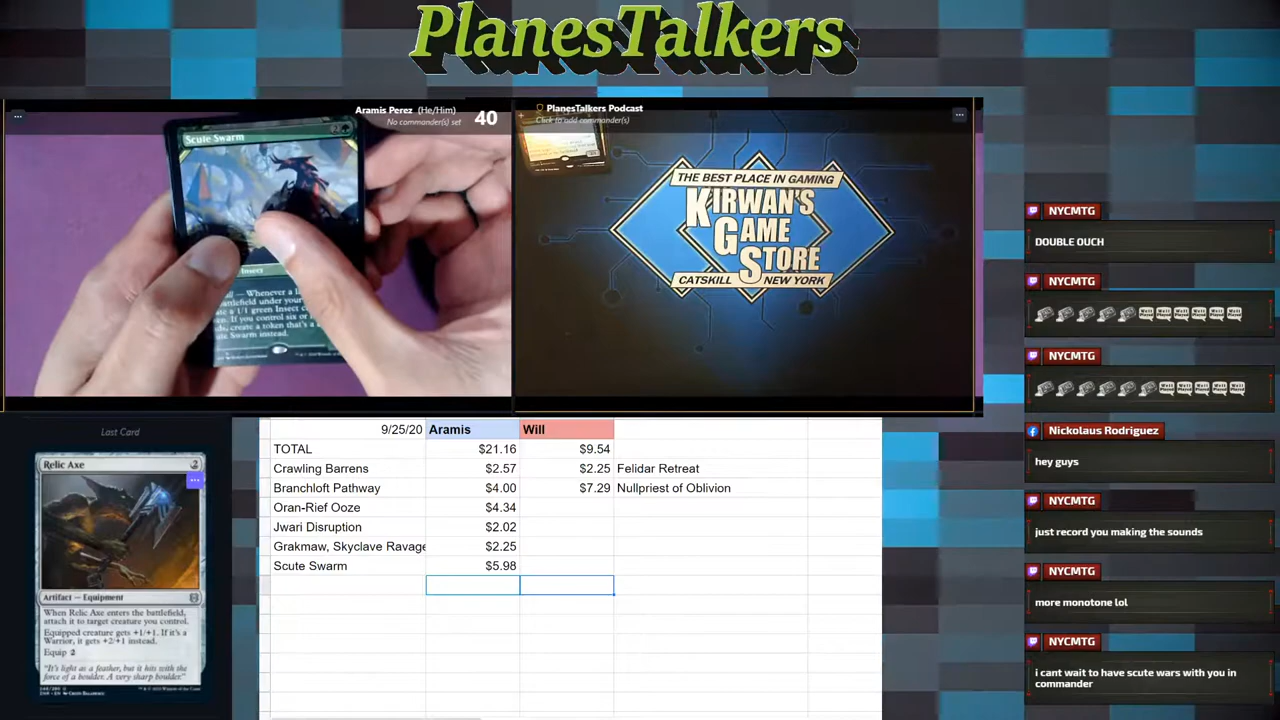 PlanesTalkers
Aramis Perez (He/Him)
No commander(s) set
40
Scute Swarm
2
Insect
PlanesTalkers Podcast
Click to add commander(s)
THE BEST PLACE IN GAMING
KIRWAN'S
GAME
STORE
CATSKILL NEW YORK
Last Card
Relic Axe 2
Artifact — Equipment
When Relic Axe enters the battlefield,
attach it to target creature you control.
Equipped creature gets +1/+1. If it's a
Warrior, it gets +2/+1 instead.
Equip 2
"It's light as a feather, but it hits with the
force of a boulder. A very sharp boulder."
9/25/20 Aramis Will
TOTAL $21.16 $9.54
Crawling Barrens $2.57 $2.25 Felidar Retreat
Branchloft Pathway $4.00 $7.29 Nullpriest of Oblivion
Oran-Rief Ooze $4.34
Jwari Disruption $2.02
Grakmaw, Skyclave Ravage $2.25
Scute Swarm $5.98
NYCMTG
DOUBLE OUCH
NYCMTG
NYCMTG
Nickolaus Rodriguez
hey guys
NYCMTG
just record you making the sounds
NYCMTG
more monotone lol
NYCMTG
i cant wait to have scute wars with you in
commander